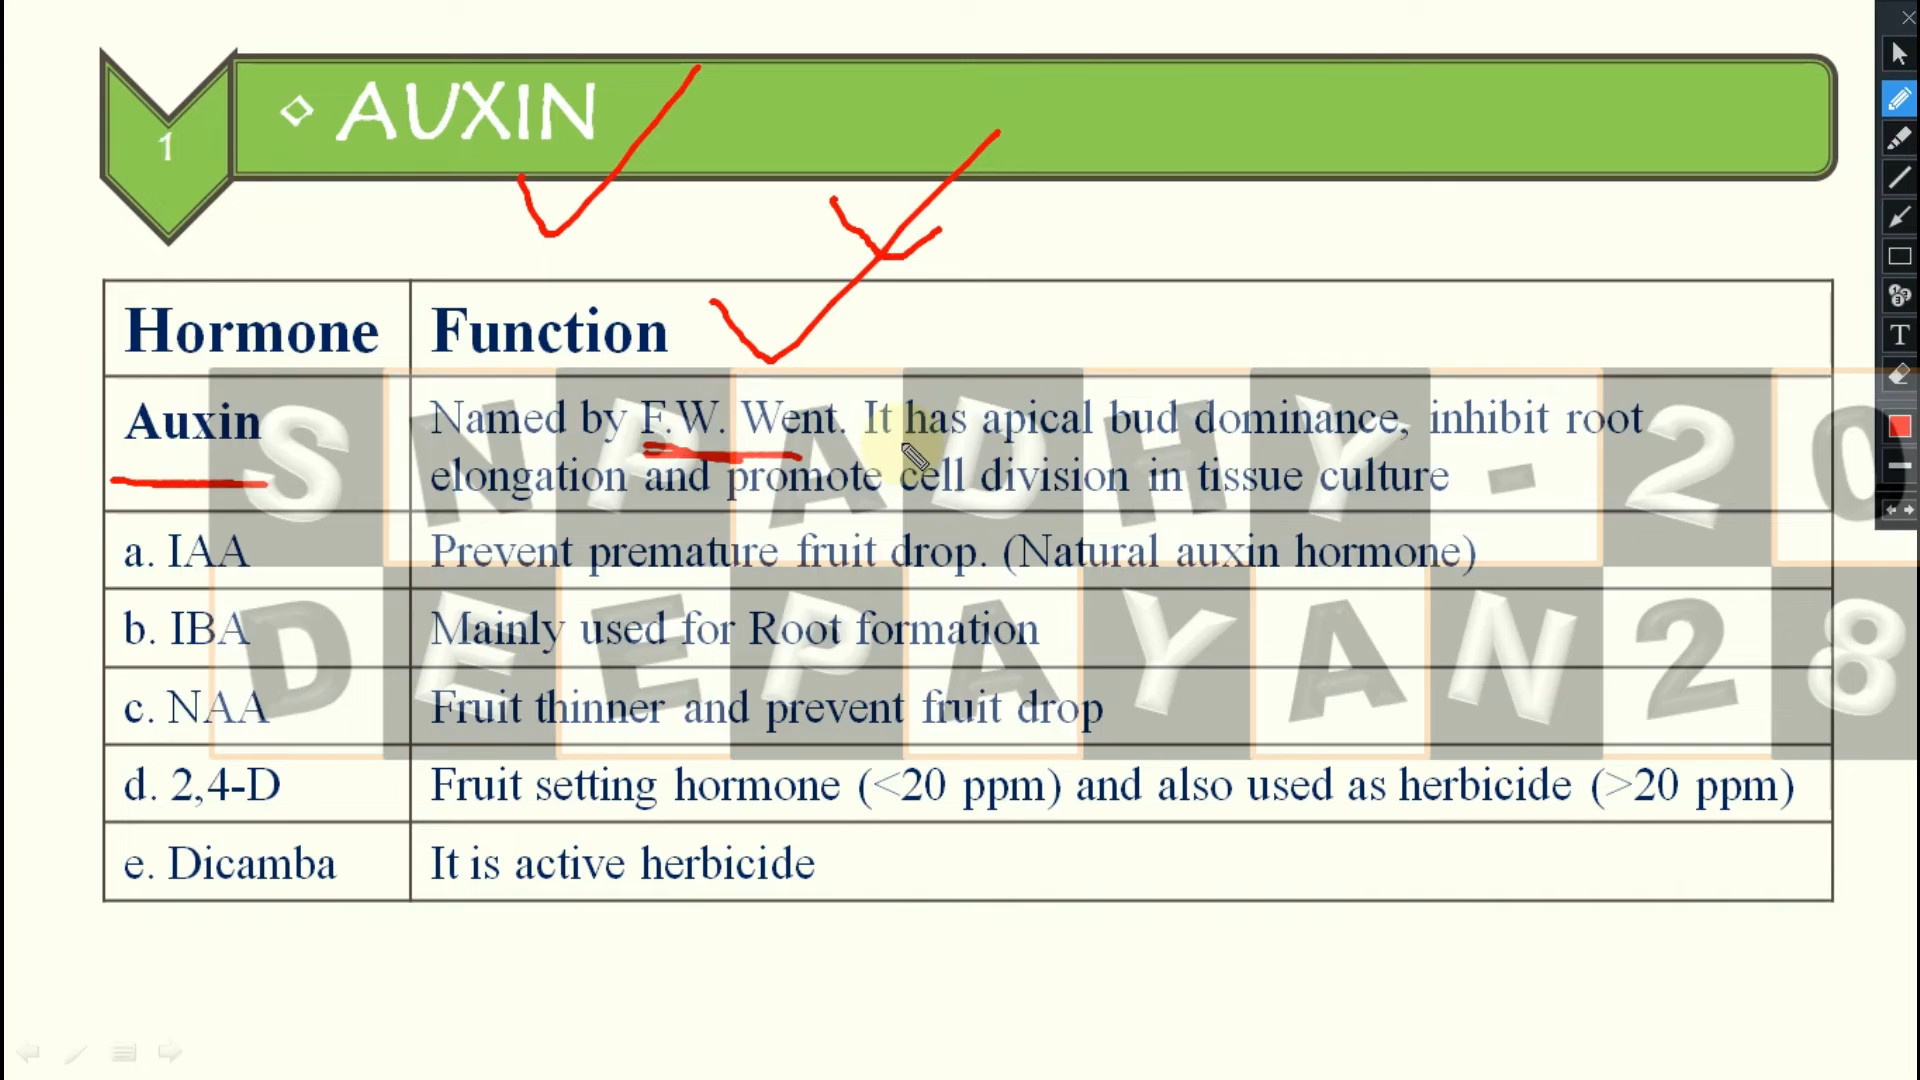 1
AUXIN
Hormone Function
Auxin Named by F.W. Went. It has apical bud dominance, inhibit root
elongation and promote cell division in tissue culture
a. IAA Prevent premature fruit drop. (Natural auxin hormone)
b. IBA Mainly used for Root formation
c. NAA Fruit thinner and prevent fruit drop
d. 2,4-D Fruit setting hormone (<20 ppm) and also used as herbicide (>20 ppm)
e. Dicamba It is active herbicide
SNPADHY-20
DEEPAYAN28
T